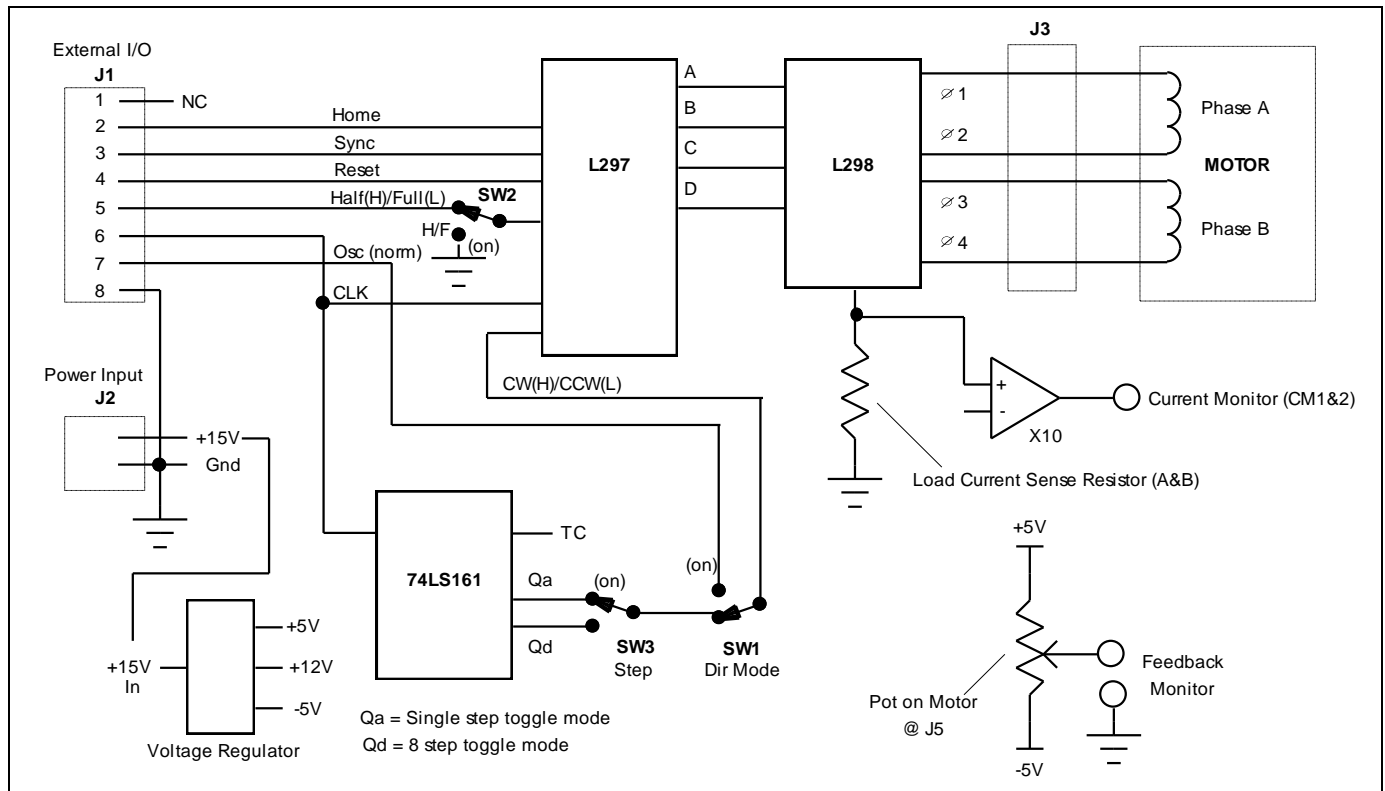 External I/O
J1
1
NC
2
Home
3
Sync
4
Reset
5
Half(H)/Full(L)
SW2
H/F
(on)
6
7
Osc (norm)
8
CLK
L297
A
B
C
D
L298
J3
∅ 1
∅ 2
∅ 3
∅ 4
Phase A
MOTOR
Phase B
CW(H)/CCW(L)
+
-
X10
Current Monitor (CM1&2)
Load Current Sense Resistor (A&B)
Power Input
J2
+15V
Gnd
74LS161
TC
Qa
(on)
Qd
SW3
Step
(on)
SW1
Dir Mode
+15V
In
+5V
+12V
-5V
Voltage Regulator
Qa = Single step toggle mode
Qd = 8 step toggle mode
+5V
Pot on Motor
@ J5
-5V
Feedback
Monitor